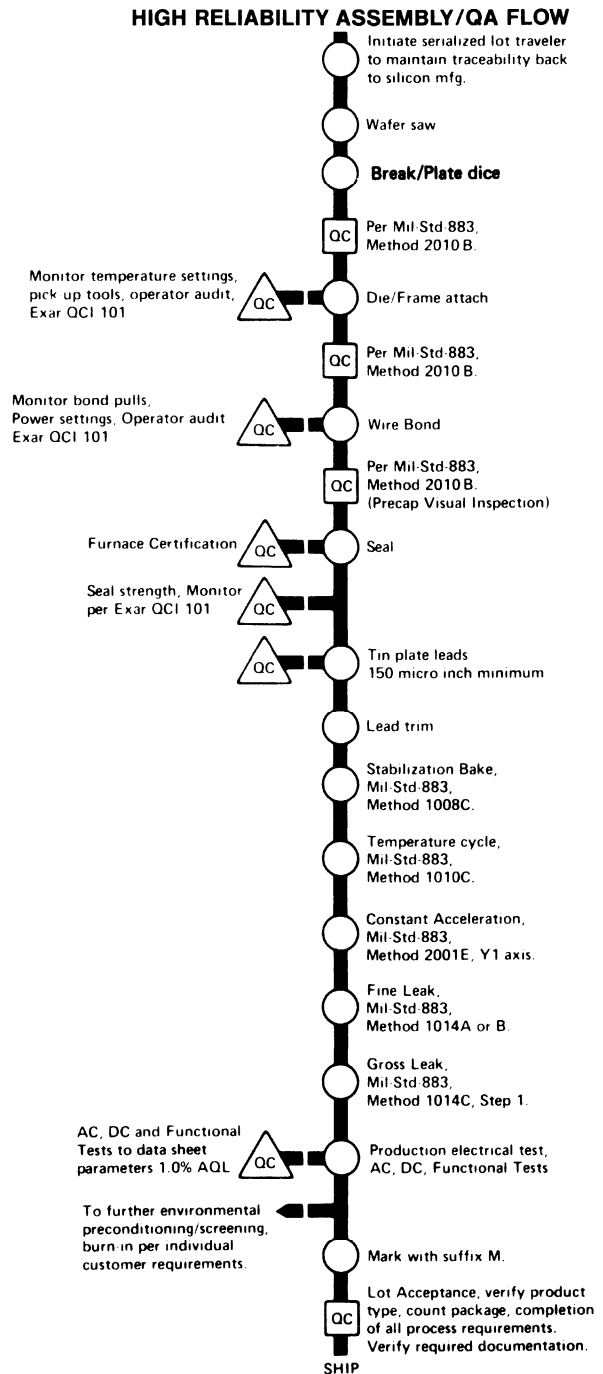 HIGH RELIABILITY ASSEMBLY/QA FLOW
Initiate serialized lot traveler
to maintain traceability back
to silicon mfg.
Wafer saw
Break/Plate dice
QC
Per Mil-Std-883,
Method 2010 B.
Monitor temperature settings,
pick up tools, operator audit,
Exar QCI 101
QC
Die/Frame attach
QC
Per Mil-Std-883,
Method 2010 B.
Monitor bond pulls,
Power settings, Operator audit
Exar QCI 101
QC
Wire Bond
QC
Per Mil-Std-883,
Method 2010 B.
(Precap Visual Inspection)
Furnace Certification
QC
Seal
Seal strength, Monitor
per Exar QCI 101
QC
QC
Tin plate leads
150 micro inch minimum
Lead trim
Stabilization Bake,
Mil-Std-883,
Method 1008C.
Temperature cycle,
Mil-Std-883,
Method 1010C.
Constant Acceleration,
Mil-Std-883,
Method 2001E, Y1 axis.
Fine Leak,
Mil-Std-883,
Method 1014A or B.
Gross Leak,
Mil-Std-883,
Method 1014C, Step 1.
AC, DC and Functional
Tests to data sheet
parameters 1.0% AQL
QC
Production electrical test,
AC, DC, Functional Tests
To further environmental
preconditioning/screening,
burn-in per individual
customer requirements.
Mark with suffix M.
QC
Lot Acceptance, verify product
type, count package, completion
of all process requirements.
Verify required documentation.
SHIP